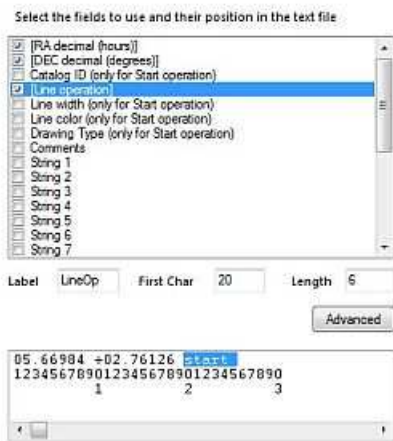 Select the fields to use and their position in the text file
[RA decimal (hours)]
[DEC decimal (degrees)]
Catalog ID (only for Start operation)
[Line operation]
Line width (only for Start operation)
Line color (only for Start operation)
Drawing Type (only for Start operation)
Comments
String 1
String 2
String 3
String 4
String 5
String 6
String 7
Label LineOp First Char 20 Length 6
Advanced
05.66984 +02.76126 start
123456789012345678901234567890
1 2 3